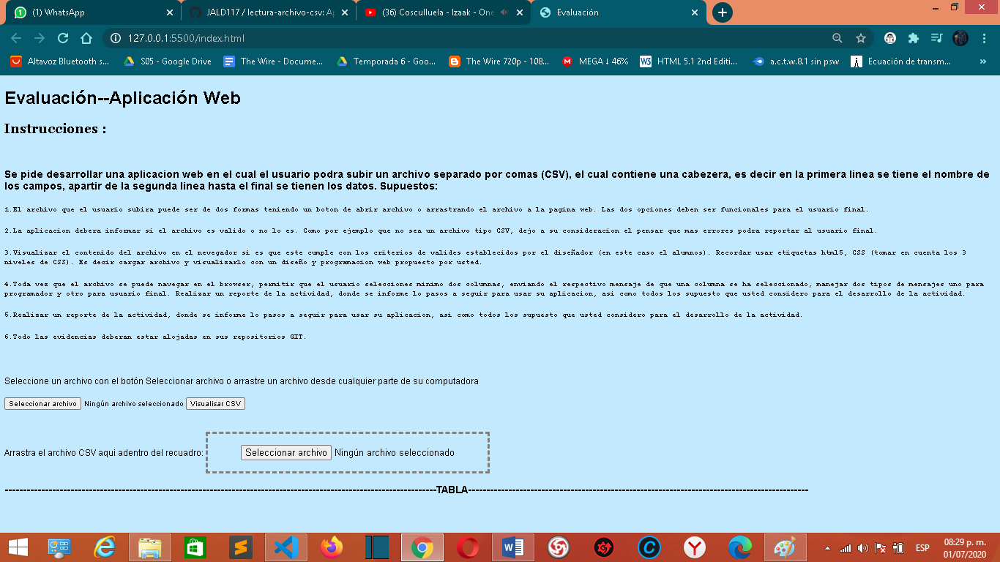 (1) WhatsApp
JALD117 / lectura-archivo-csv: Ap
(36) Cosculluela - Izaak - One
Evaluación
127.0.0.1:5500/index.html
Altavoz Bluetooth s...
S05 - Google Drive
The Wire - Docume...
Temporada 6 - Goo...
The Wire 720p - 108...
MEGA ↓ 46%
W3
HTML 5.1 2nd Editi...
a.c.t.w.8.1 sin psw
Ecuación de transm...
»
Evaluación--Aplicación Web
Instrucciones :
Se pide desarrollar una aplicacion web en el cual el usuario podra subir un archivo separado por comas (CSV), el cual contiene una cabezera, es decir en la primera linea se tiene el nombre de
los campos, apartir de la segunda linea hasta el final se tienen los datos. Supuestos:
1.El archivo que el usuario subira puede ser de dos formas teniendo un boton de abrir archivo o arrastrando el archivo a la pagina web. Las dos opciones deben ser funcionales para el usuario final.
2.La aplicacion debera informar si el archivo es valido o no lo es. Como por ejemplo que no sea un archivo tipo CSV, dejo a su consideracion el pensar que mas errores podra reportar al usuario final.
3.Visualizar el contenido del archivo en el nevegador si es que este cumple con los criterios de valides establecidos por el diseñador (en este caso el alumnos). Recordar usar etiquetas html5, CSS (tomar en cuenta los 3
niveles de CSS). Es decir cargar archivo y visualizarlo con un diseño y programacion web propuesto por usted.
4.Toda vez que el archivo se puede navegar en el browser, permitir que el usuario selecciones minimo dos columnas, enviando el respectivo mensaje de que una columna se ha seleccionado, manejar dos tipos de mensajes uno para
programador y otro para usuario final. Realizar un reporte de la actividad, donde se informe lo pasos a seguir para usar su aplicacion, asi como todos los supuesto que usted considero para el desarrollo de la actividad.
5.Realizar un reporte de la actividad, donde se informe lo pasos a seguir para usar su aplicacion, asi como todos los supuesto que usted considero para el desarrollo de la actividad.
6.Todo las evidencias deberan estar alojadas en sus repositorios GIT.
Seleccione un archivo con el botón Seleccionar archivo o arrastre un archivo desde cualquier parte de su computadora
Seleccionar archivo Ningún archivo seleccionado Visualisar CSV
Arrastra el archivo CSV aqui adentro del recuadro: Seleccionar archivo Ningún archivo seleccionado
----------------------------------------------------------------------------------------------------------------------TABLA---------------------------------------------------------------------------------------------
ESP
08:29 p. m.
01/07/2020